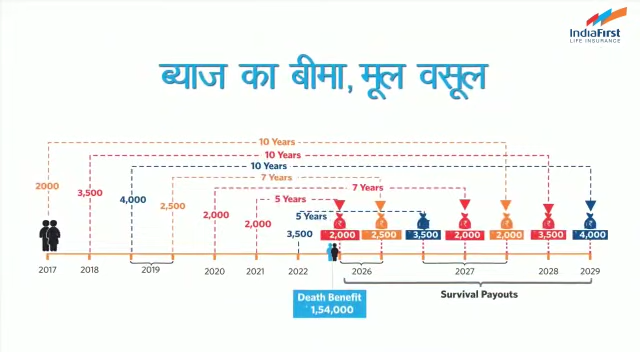 IndiaFirst
LIFE INSURANCE
ब्याज का बीमा, मूल वसूल
10 Years
10 Years
10 Years
7 Years
7 Years
5 Years
5 Years
2000
3,500
4,000
2,500
2,000
2,000
3,500
2,000
2,500
3,500
2,000
2,000
3,500
4,000
2017
2018
2019
2020
2021
2022
2026
2027
2028
2029
Death Benefit
1,54,000
Survival Payouts